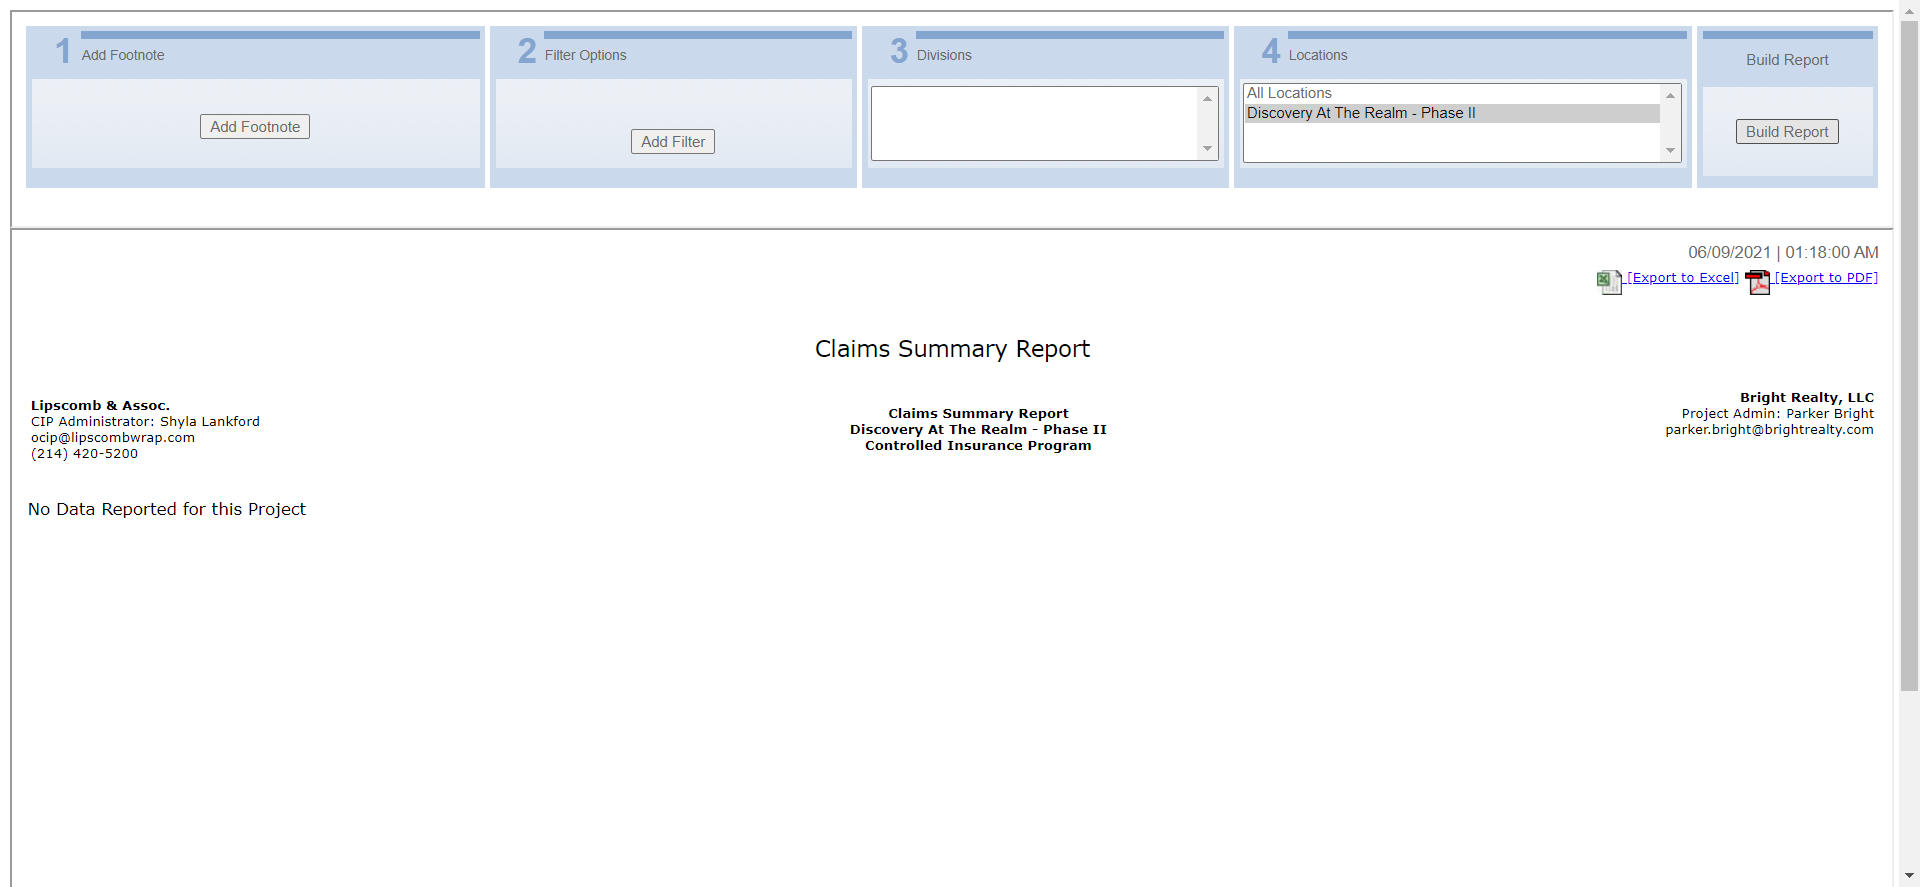 1 Add Footnote
Add Footnote
2 Filter Options
Add Filter
3 Divisions
4 Locations
All Locations
Discovery At The Realm - Phase II
Build Report
Build Report
06/09/2021 | 01:18:00 AM
[Export to Excel] [Export to PDF]
Claims Summary Report
Lipscomb & Assoc.
CIP Administrator: Shyla Lankford
ocip@lipscombwrap.com
(214) 420-5200
Claims Summary Report
Discovery At The Realm - Phase II
Controlled Insurance Program
Bright Realty, LLC
Project Admin: Parker Bright
parker.bright@brightrealty.com
No Data Reported for this Project